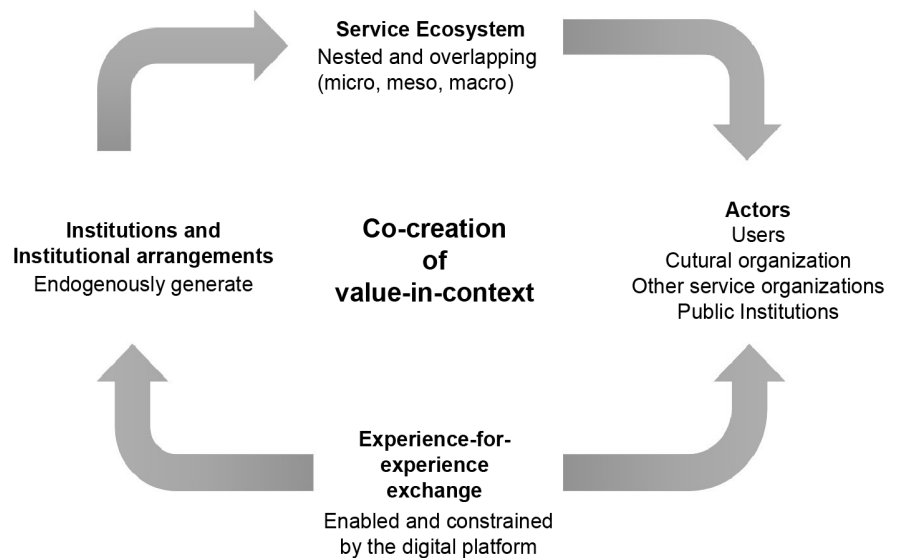 Service Ecosystem
Nested and overlapping
(micro, meso, macro)
Institutions and
Institutional arrangements
Endogenously generate
Co-creation
of
value-in-context
Actors
Users
Cutural organization
Other service organizations
Public Institutions
Experience-for-
experience
exchange
Enabled and constrained
by the digital platform